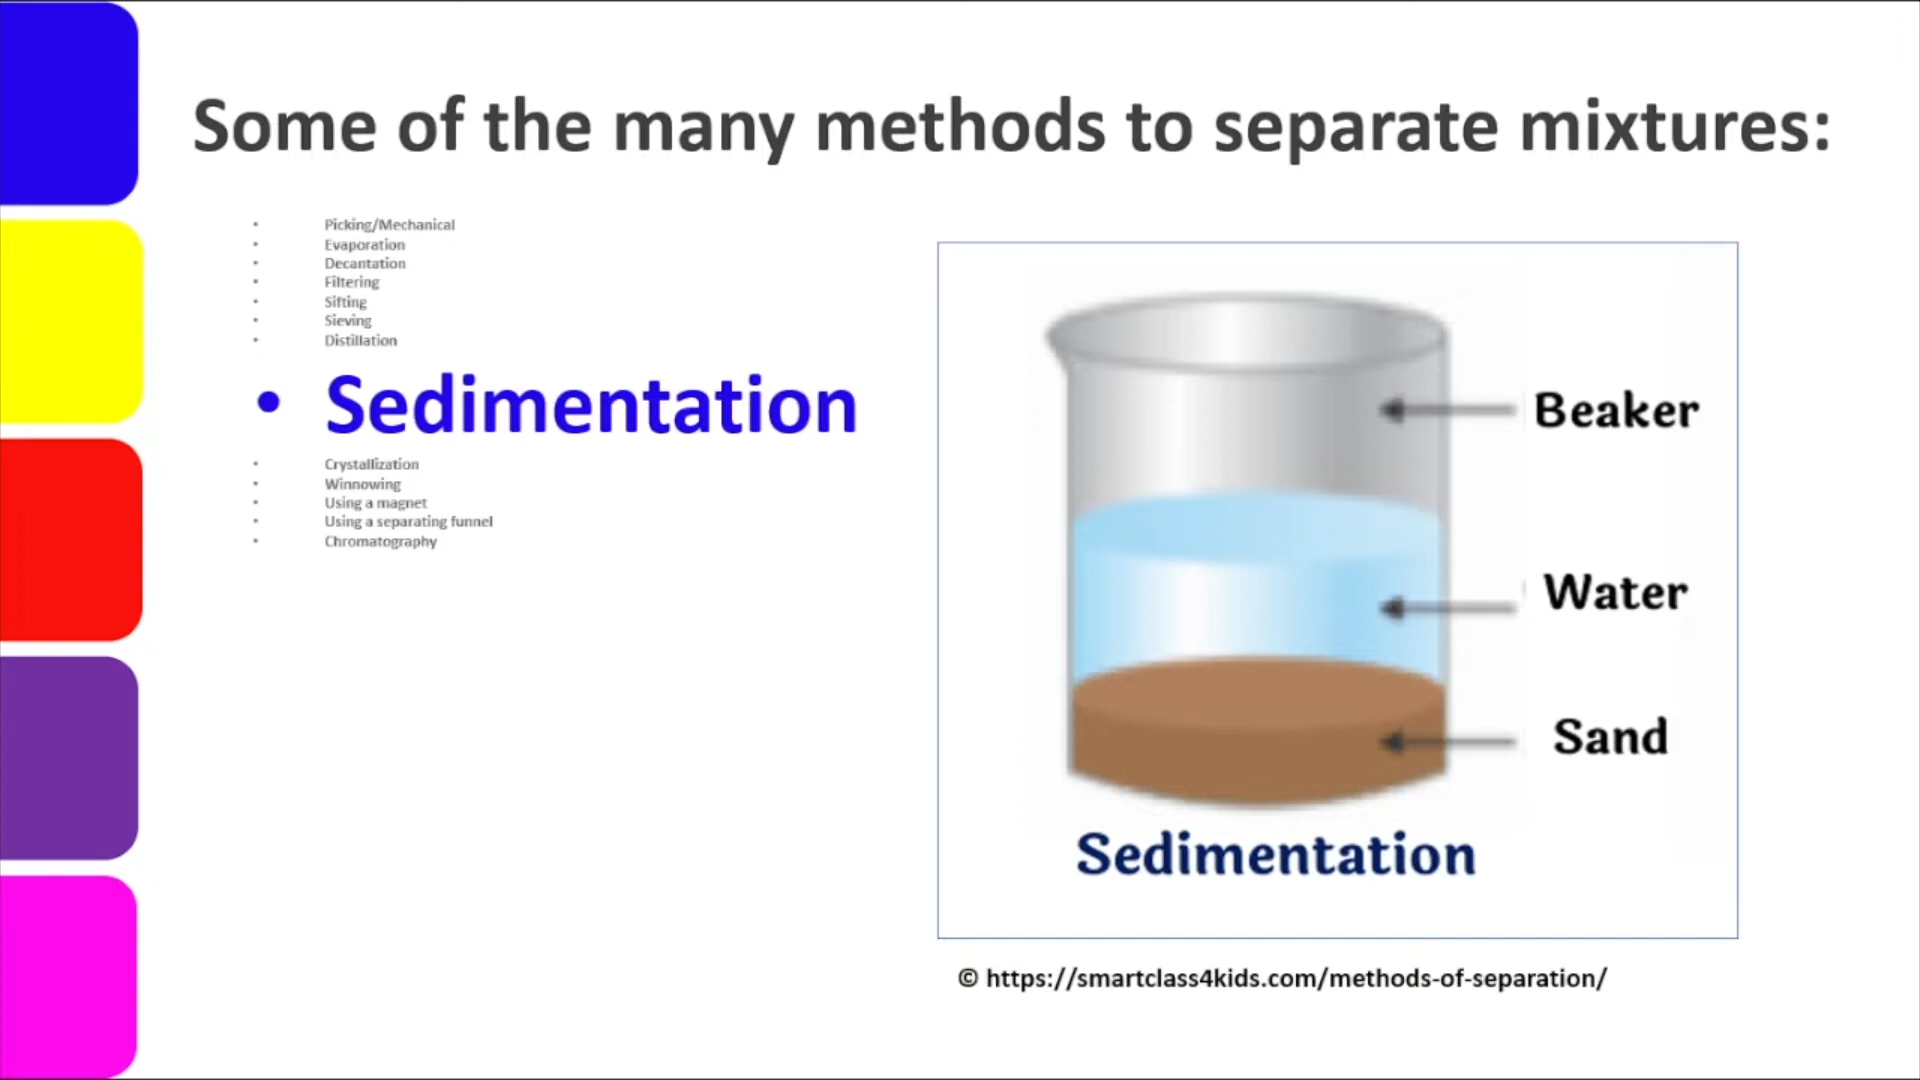 Some of the many methods to separate mixtures:
• Picking/Mechanical
• Evaporation
• Decantation
• Filtering
• Sifting
• Sieving
• Distillation
• Sedimentation
• Crystallization
• Winnowing
• Using a magnet
• Using a separating funnel
• Chromatography
Beaker
Water
Sand
Sedimentation
© https://smartclass4kids.com/methods-of-separation/